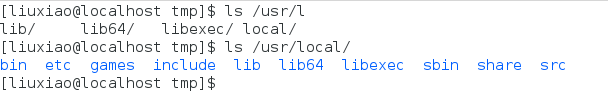 [liuxiao@localhost tmp]$ ls /usr/l
lib/     lib64/   libexec/ local/
[liuxiao@localhost tmp]$ ls /usr/local/
bin  etc  games  include  lib  lib64  libexec  sbin  share  src
[liuxiao@localhost tmp]$